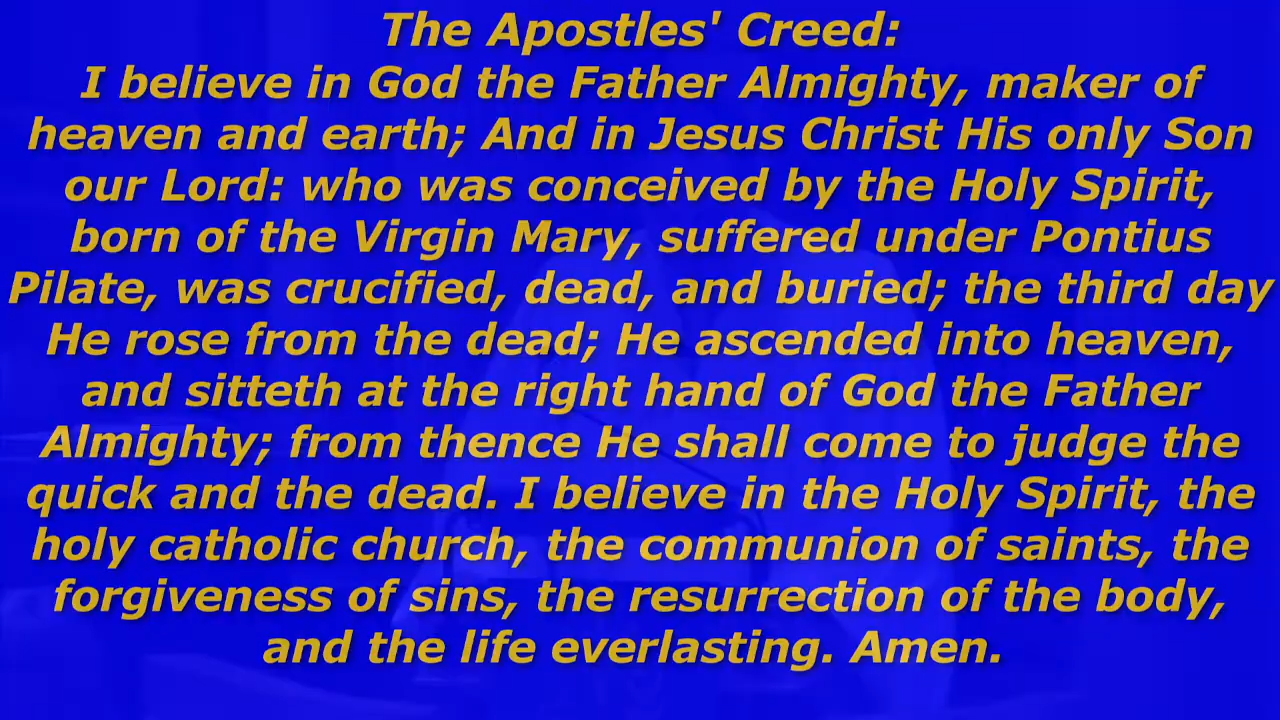 The Apostles' Creed:
I believe in God the Father Almighty, maker of
heaven and earth; And in Jesus Christ His only Son
our Lord: who was conceived by the Holy Spirit,
born of the Virgin Mary, suffered under Pontius
Pilate, was crucified, dead, and buried; the third day
He rose from the dead; He ascended into heaven,
and sitteth at the right hand of God the Father
Almighty; from thence He shall come to judge the
quick and the dead. I believe in the Holy Spirit, the
holy catholic church, the communion of saints, the
forgiveness of sins, the resurrection of the body,
and the life everlasting. Amen.